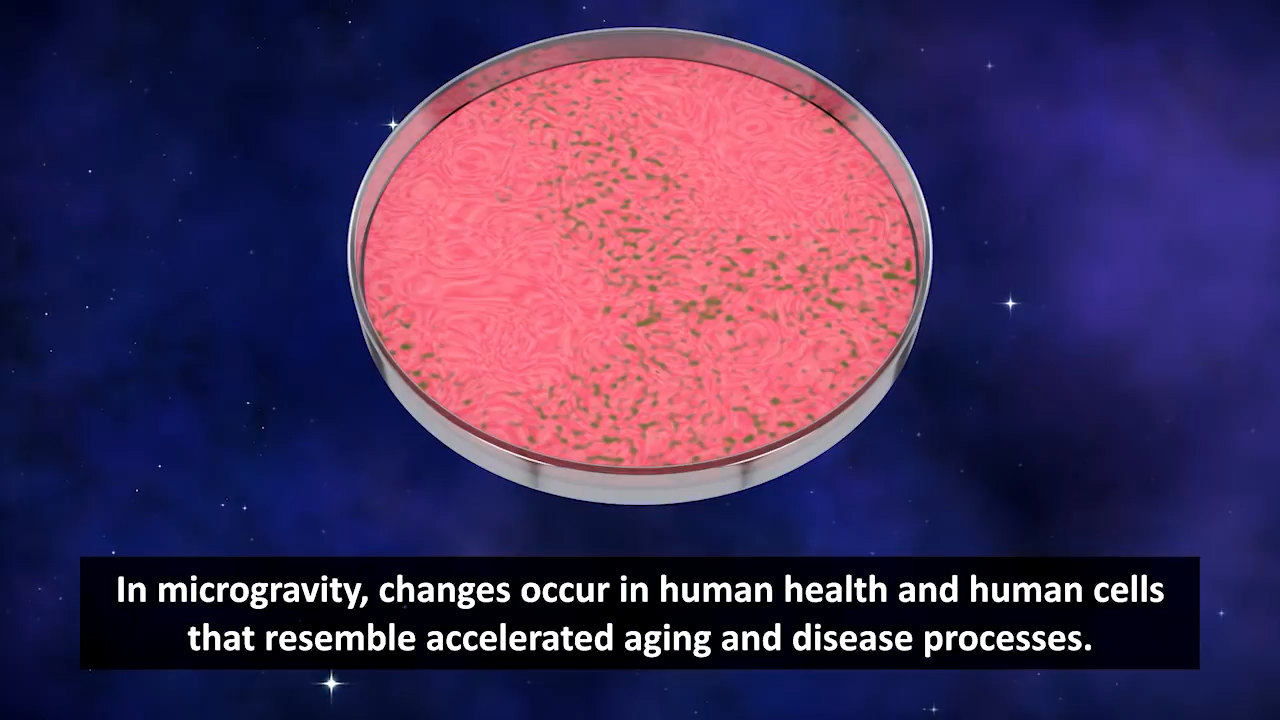 In microgravity, changes occur in human health and human cells
that resemble accelerated aging and disease processes.